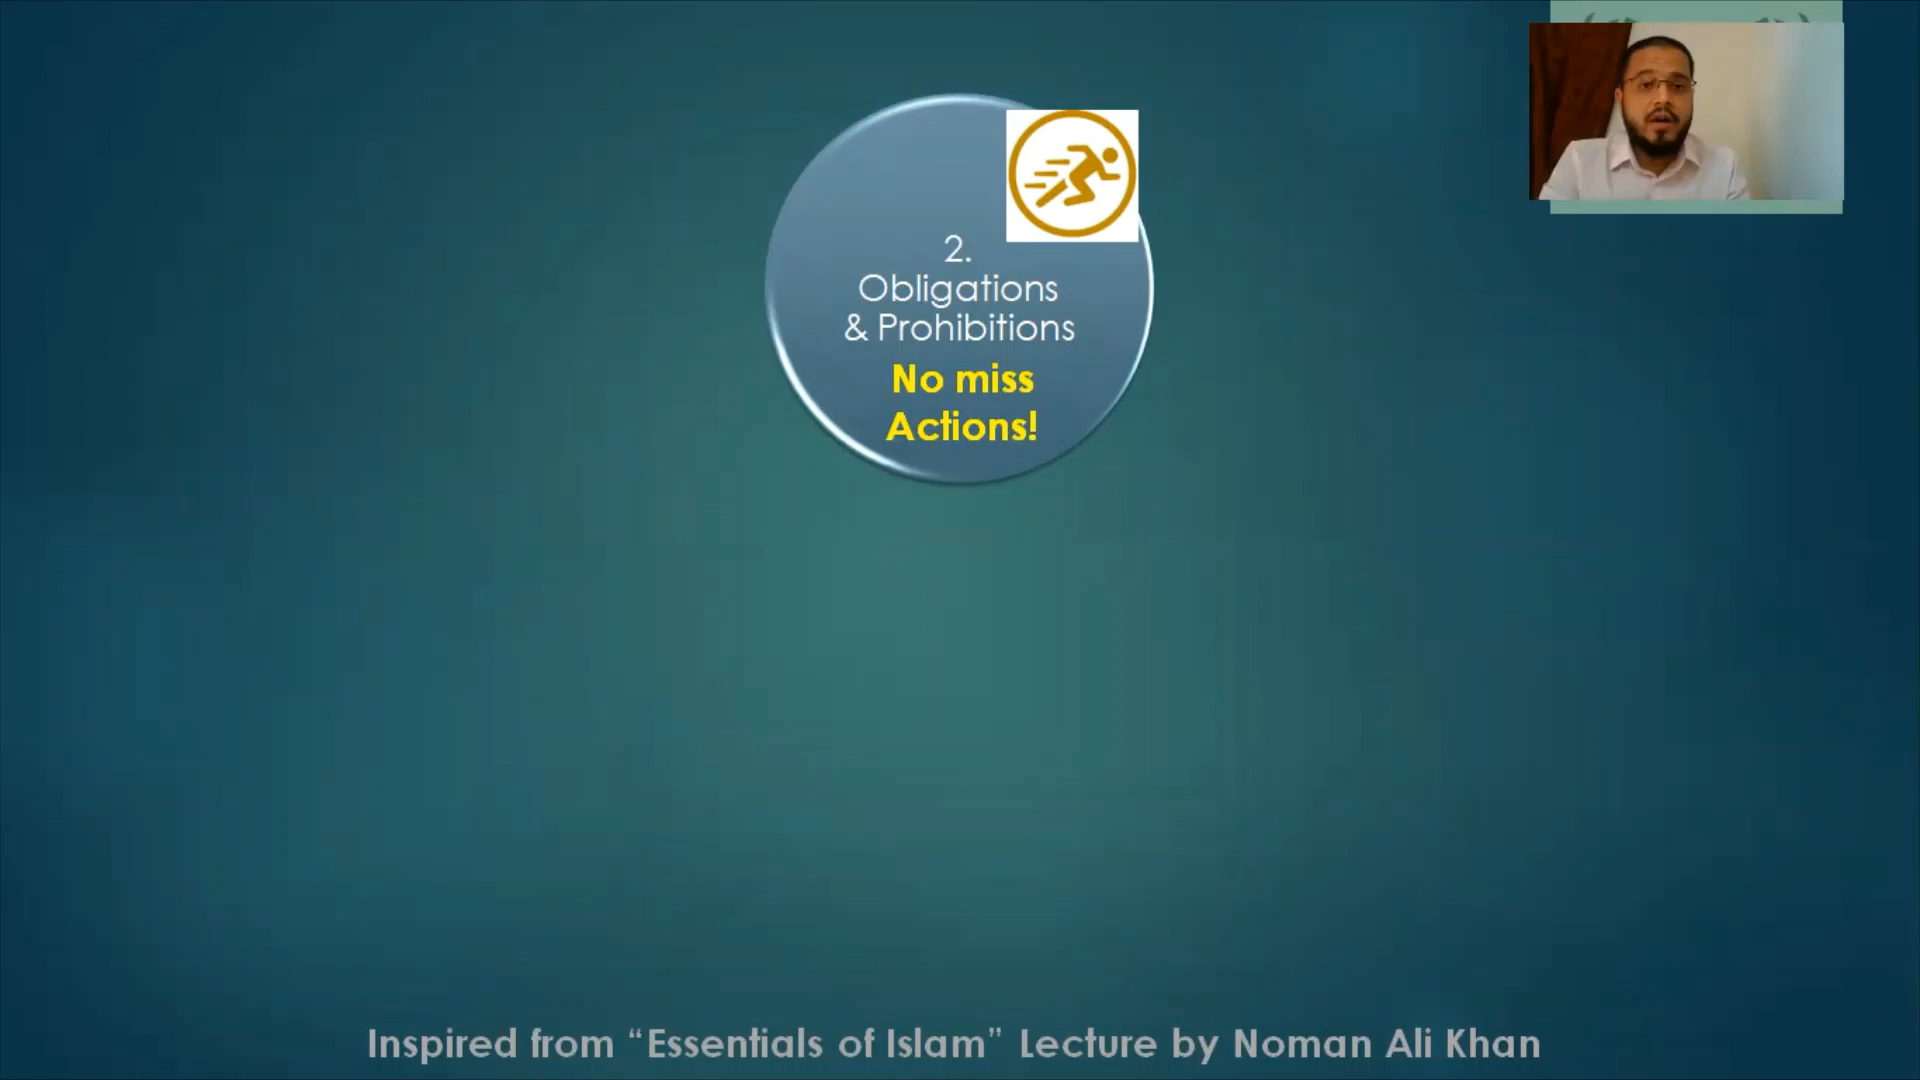 2.
Obligations
& Prohibitions
No miss
Actions!
Inspired from “Essentials of Islam” Lecture by Noman Ali Khan